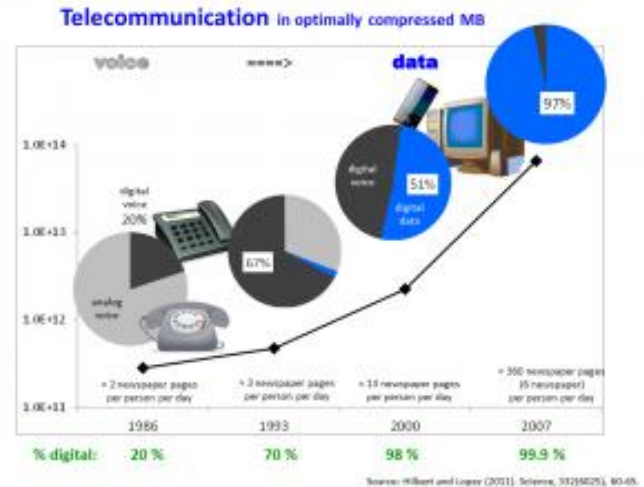 Telecommunication in optimally compressed MB
voice ====> data
97%
1.0E+14
digital voice
51%
digital data
digital voice 20%
1.0E+13
67%
analog voice
1.0E+12
≈ 2 newspaper pages per person per day
≈ 3 newspaper pages per person per day
≈ 10 newspaper pages per person per day
≈ 360 newspaper pages (6 newspaper) per person per day
1.0E+11
1986 1993 2000 2007
% digital: 20 % 70 % 98 % 99.9 %
Source: Hilbert and Lopez (2011). Science, 332(6025), 60-65.